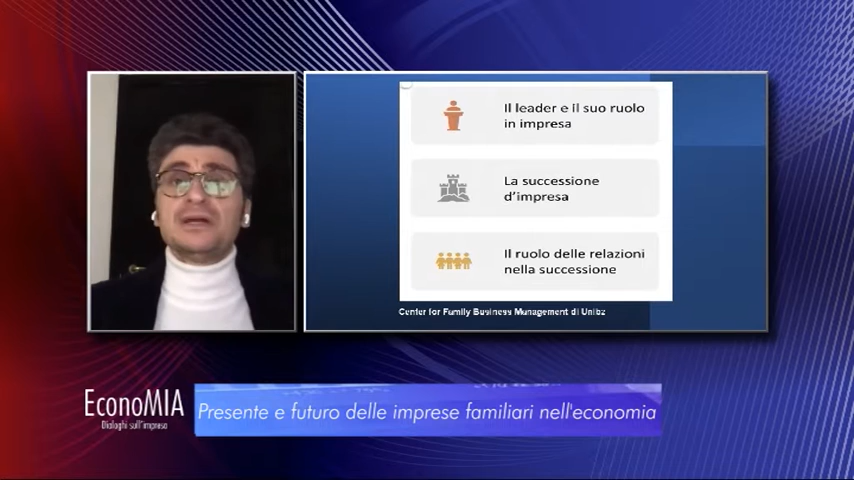 Il leader e il suo ruolo
in impresa
La successione
d'impresa
Il ruolo delle relazioni
nella successione
Center for Family Business Management di Unibz
EconoMIA
Dialoghi sull'impresa
Presente e futuro delle imprese familiari nell'economia